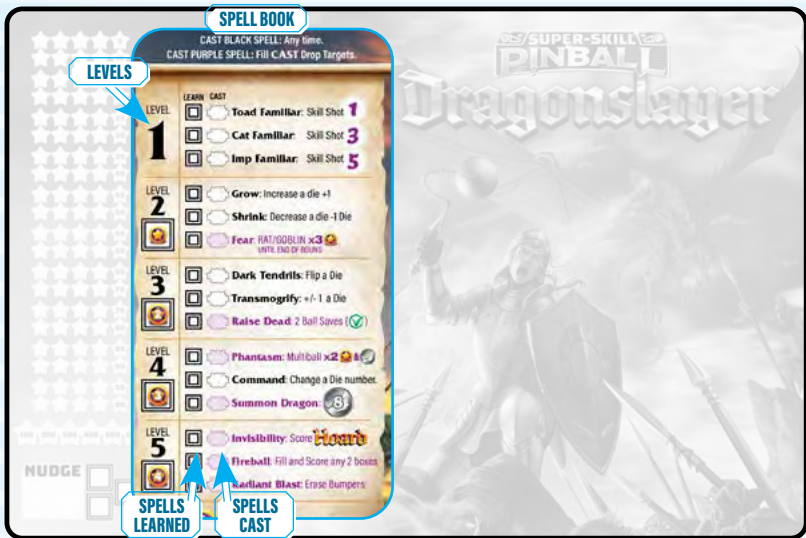 SPELL BOOK
CAST BLACK SPELL: Any time.
CAST PURPLE SPELL: Fill CAST Drop Targets.
LEVELS
SUPER-SKILL
PINBALL
Dragonslayer
LEARN CAST
LEVEL
1
Toad Familiar: Skill Shot 1
Cat Familiar: Skill Shot 3
Imp Familiar: Skill Shot 5
LEVEL
2
Grow: Increase a die +1
Shrink: Decrease a die -1 Die
Fear: RAT/GOBLIN x3
UNTIL END OF ROUND
LEVEL
3
Dark Tendrils: Flip a Die
Transmogrify: +/- 1 a Die
Raise Dead: 2 Ball Saves (✓)
LEVEL
4
Phantasm: Multiball x2 &
Command: Change a Die number.
Summon Dragon: 8
LEVEL
5
Invisibility: Score Hoard
Fireball: Fill and Score any 2 boxes
Radiant Blast: Erase Bumpers
NUDGE
SPELLS
LEARNED
SPELLS
CAST